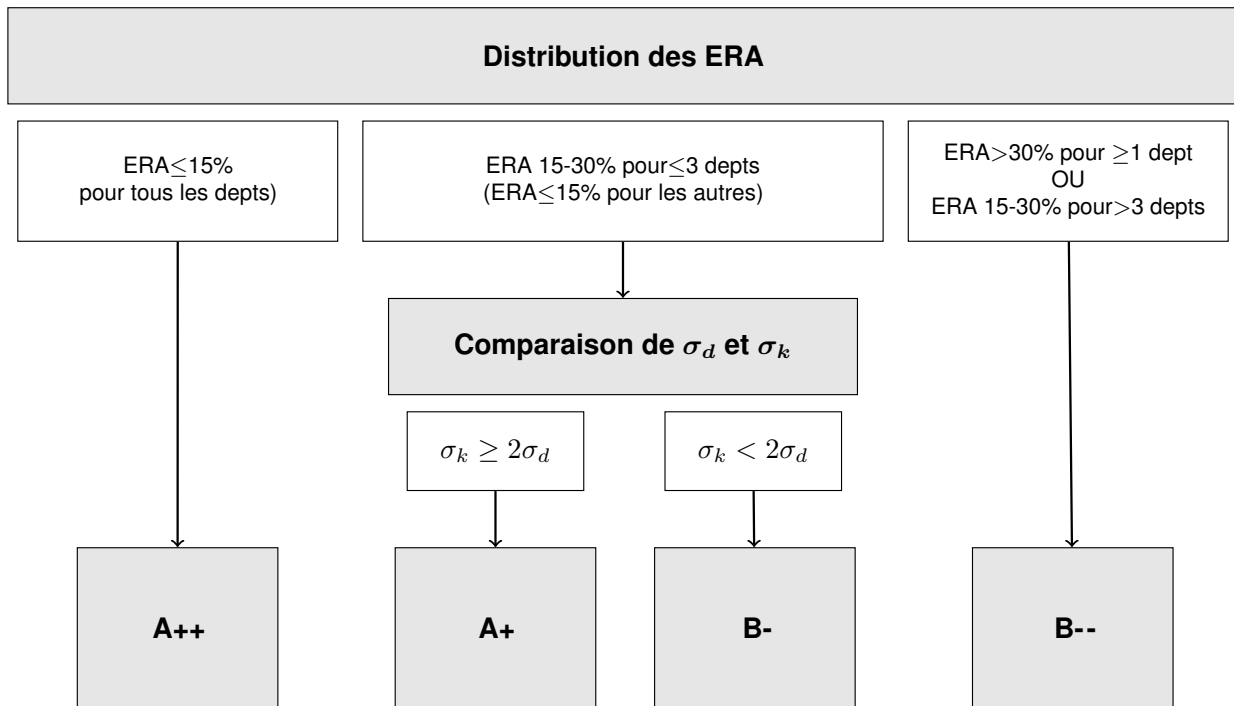 Distribution des ERA
ERA≤15%
pour tous les depts)
ERA 15-30% pour≤3 depts
(ERA≤15% pour les autres)
ERA>30% pour ≥1 dept
OU
ERA 15-30% pour>3 depts
Comparaison de σd et σk
σk ≥ 2σd
σk < 2σd
A++
A+
B-
B--